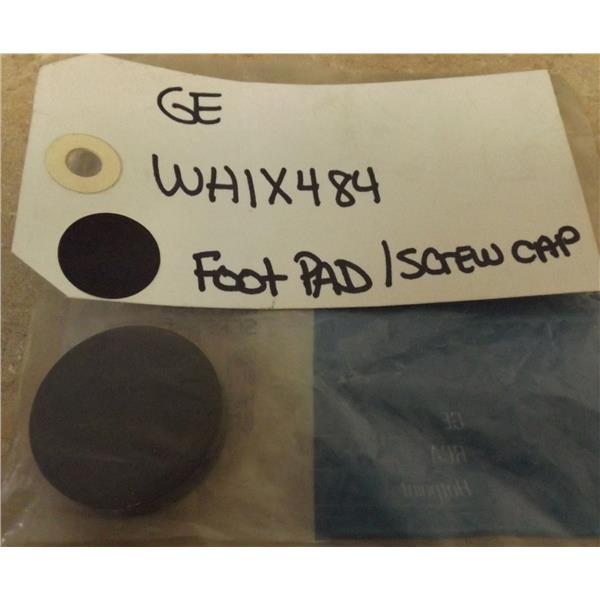 GE
WH1X484
FOOT PAD / SCREW CAP
GE
RCA
Hotpoint